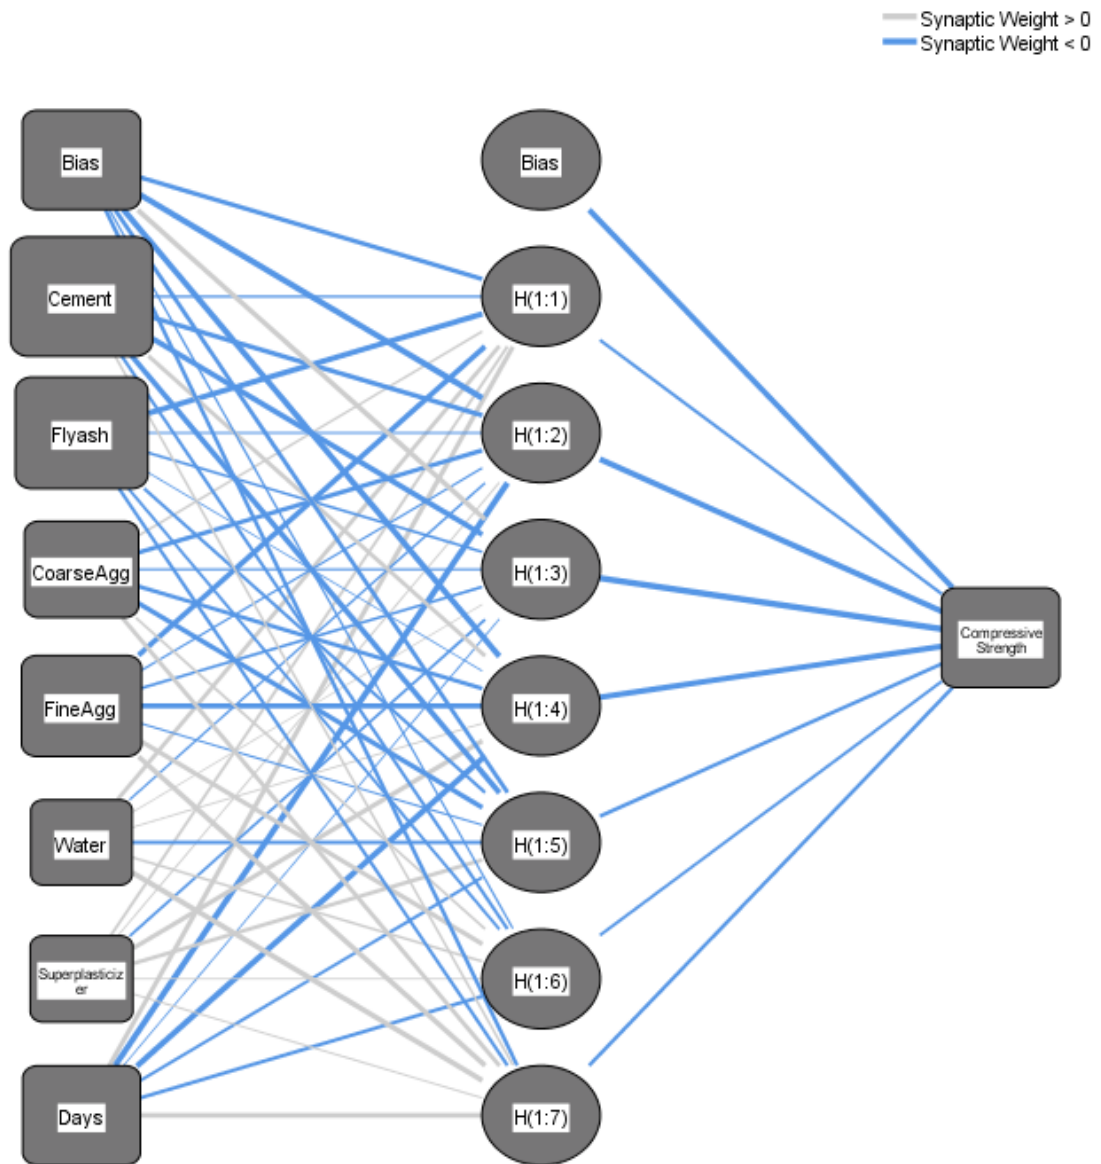 Synaptic Weight > 0
Synaptic Weight < 0
Bias
Bias
Cement
H(1:1)
Flyash
H(1:2)
CoarseAgg
H(1:3)
Compressive
Strength
FineAgg
H(1:4)
Water
H(1:5)
Superplasticiz
er
H(1:6)
Days
H(1:7)